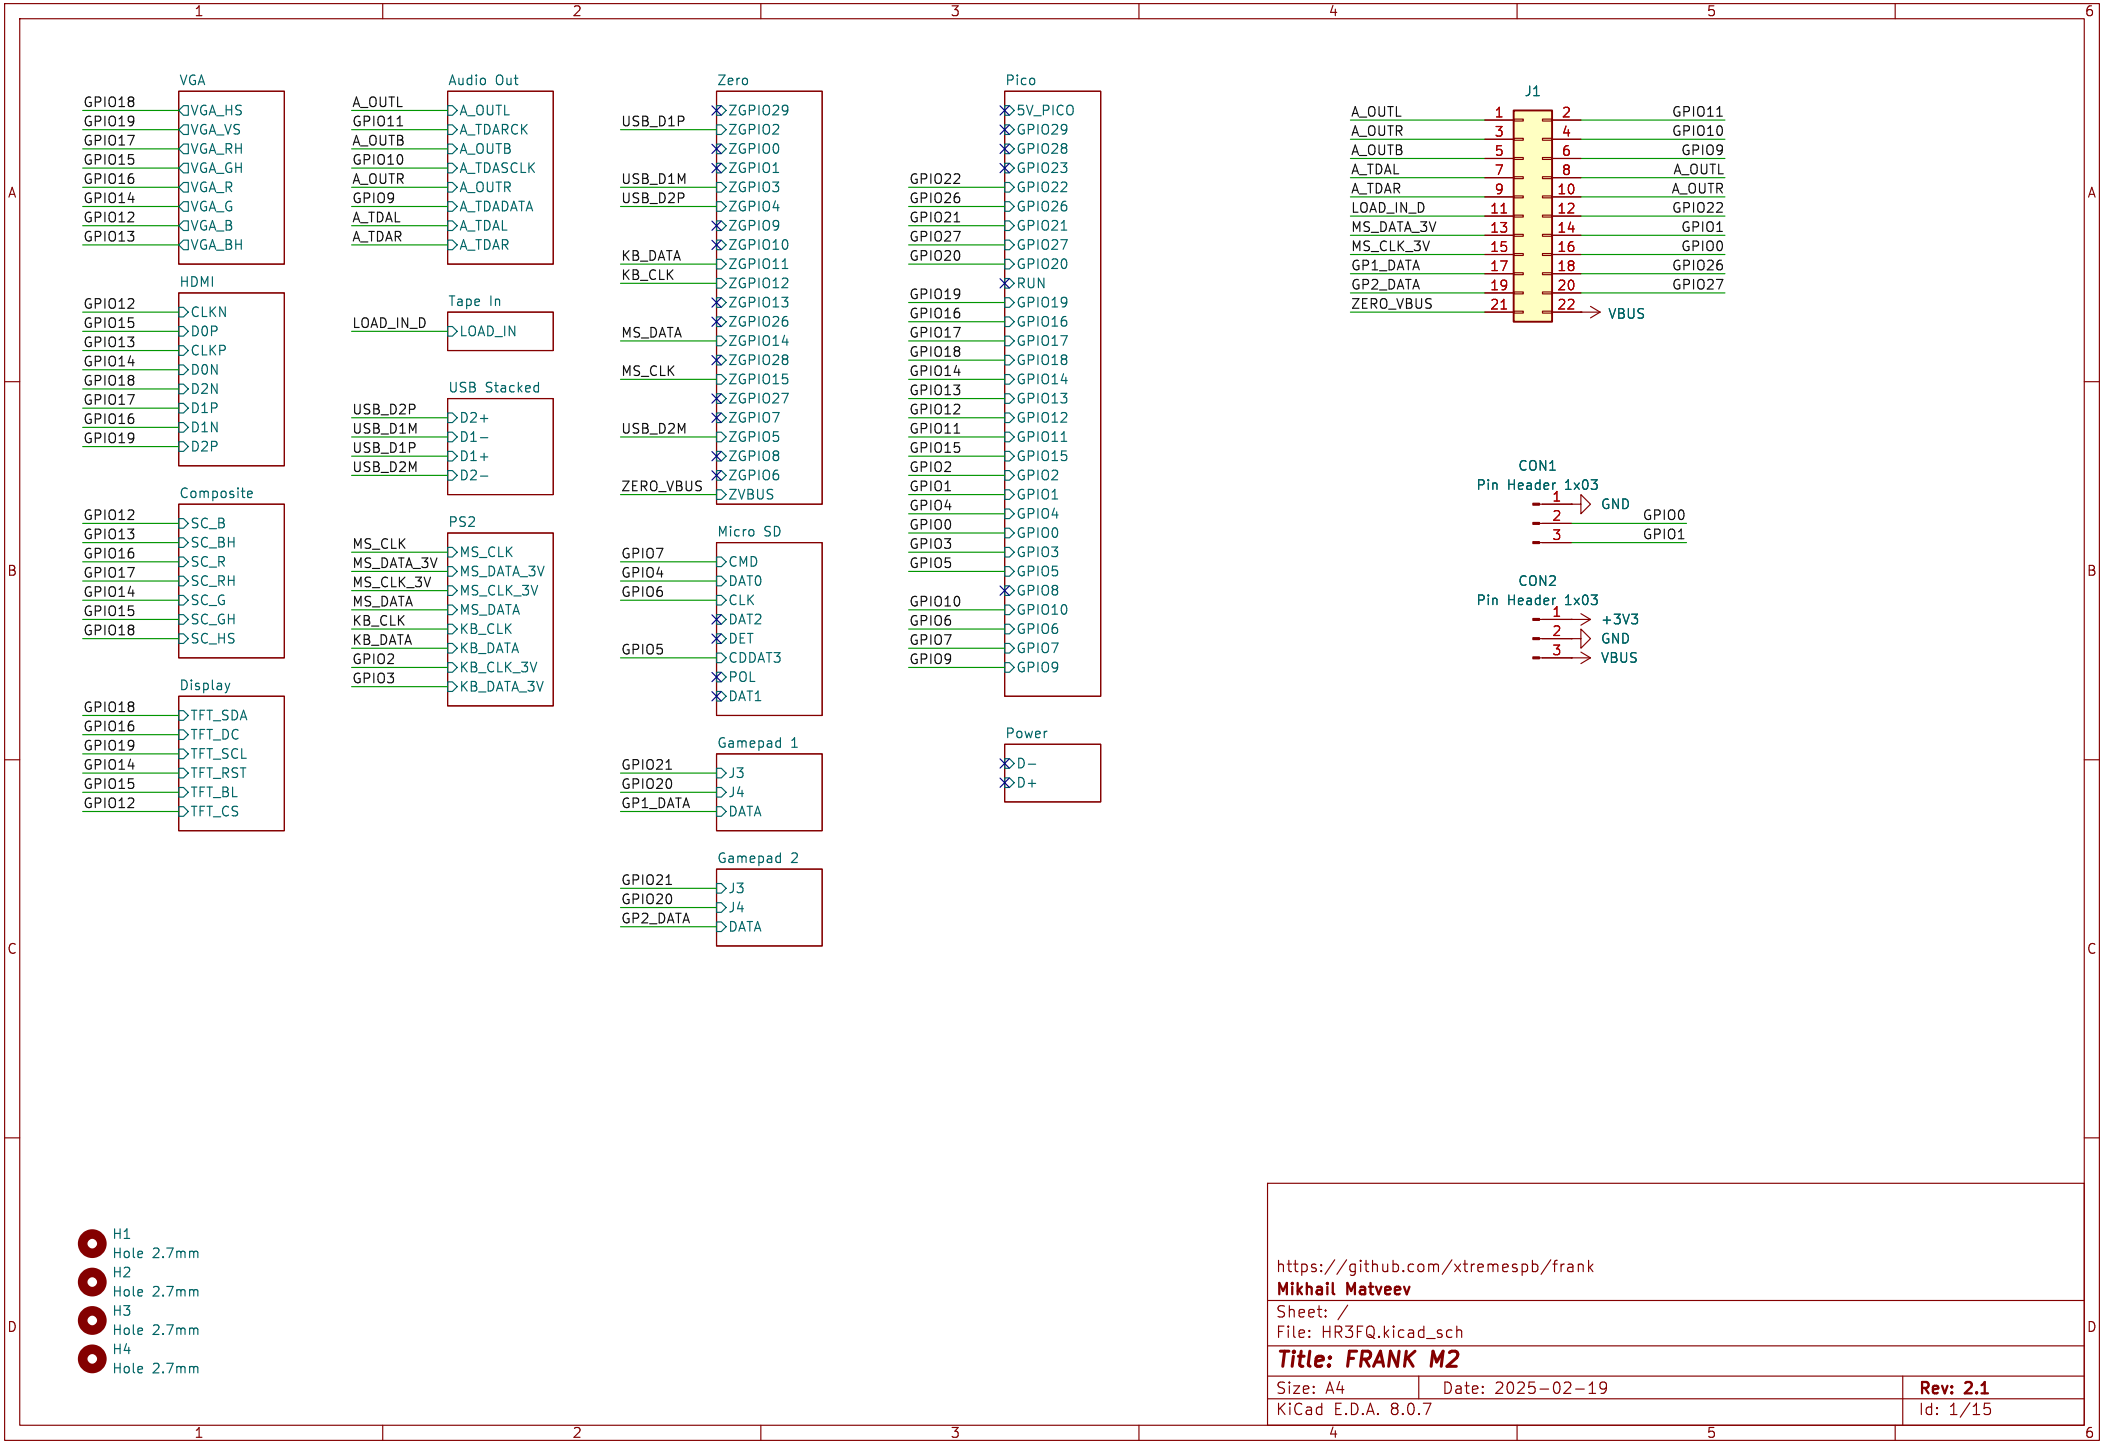 1 2 3 4 5 6
A
B
C
D
VGA
GPIO18 VGA_HS
GPIO19 VGA_VS
GPIO17 VGA_RH
GPIO15 VGA_GH
GPIO16 VGA_R
GPIO14 VGA_G
GPIO12 VGA_B
GPIO13 VGA_BH
HDMI
GPIO12 CLKN
GPIO15 D0P
GPIO13 CLKP
GPIO14 D0N
GPIO18 D2N
GPIO17 D1P
GPIO16 D1N
GPIO19 D2P
Composite
GPIO12 SC_B
GPIO13 SC_BH
GPIO16 SC_R
GPIO17 SC_RH
GPIO14 SC_G
GPIO15 SC_GH
GPIO18 SC_HS
Display
GPIO18 TFT_SDA
GPIO16 TFT_DC
GPIO19 TFT_SCL
GPIO14 TFT_RST
GPIO15 TFT_BL
GPIO12 TFT_CS
Audio Out
A_OUTL A_OUTL
GPIO11 A_TDARCK
A_OUTB A_OUTB
GPIO10 A_TDASCLK
A_OUTR A_OUTR
GPIO9 A_TDADATA
A_TDAL A_TDAL
A_TDAR A_TDAR
Tape In
LOAD_IN_D LOAD_IN
USB Stacked
USB_D2P D2+
USB_D1M D1-
USB_D1P D1+
USB_D2M D2-
PS2
MS_CLK MS_CLK
MS_DATA_3V MS_DATA_3V
MS_CLK_3V MS_CLK_3V
MS_DATA MS_DATA
KB_CLK KB_CLK
KB_DATA KB_DATA
GPIO2 KB_CLK_3V
GPIO3 KB_DATA_3V
Zero
ZGPIO29
USB_D1P ZGPIO2
ZGPIO0
ZGPIO1
USB_D1M ZGPIO3
USB_D2P ZGPIO4
ZGPIO9
ZGPIO10
KB_DATA ZGPIO11
KB_CLK ZGPIO12
ZGPIO13
ZGPIO26
MS_DATA ZGPIO14
ZGPIO28
MS_CLK ZGPIO15
ZGPIO27
ZGPIO7
USB_D2M ZGPIO5
ZGPIO8
ZGPIO6
ZERO_VBUS ZVBUS
Micro SD
GPIO7 CMD
GPIO4 DAT0
GPIO6 CLK
DAT2
DET
GPIO5 CDDAT3
POL
DAT1
Gamepad 1
GPIO21 J3
GPIO20 J4
GP1_DATA DATA
Gamepad 2
GPIO21 J3
GPIO20 J4
GP2_DATA DATA
Pico
5V_PICO
GPIO29
GPIO28
GPIO23
GPIO22 GPIO22
GPIO26 GPIO26
GPIO21 GPIO21
GPIO27 GPIO27
GPIO20 GPIO20
RUN
GPIO19 GPIO19
GPIO16 GPIO16
GPIO17 GPIO17
GPIO18 GPIO18
GPIO14 GPIO14
GPIO13 GPIO13
GPIO12 GPIO12
GPIO11 GPIO11
GPIO15 GPIO15
GPIO2 GPIO2
GPIO1 GPIO1
GPIO4 GPIO4
GPIO0 GPIO0
GPIO3 GPIO3
GPIO5 GPIO5
GPIO8
GPIO10 GPIO10
GPIO6 GPIO6
GPIO7 GPIO7
GPIO9 GPIO9
Power
D-
D+
J1
A_OUTL 1 2 GPIO11
A_OUTR 3 4 GPIO10
A_OUTB 5 6 GPIO9
A_TDAL 7 8 A_OUTL
A_TDAR 9 10 A_OUTR
LOAD_IN_D 11 12 GPIO22
MS_DATA_3V 13 14 GPIO1
MS_CLK_3V 15 16 GPIO0
GP1_DATA 17 18 GPIO26
GP2_DATA 19 20 GPIO27
ZERO_VBUS 21 22 VBUS
CON1
Pin Header 1x03
1 GND
2 GPIO0
3 GPIO1
CON2
Pin Header 1x03
1 +3V3
2 GND
3 VBUS
H1
Hole 2.7mm
H2
Hole 2.7mm
H3
Hole 2.7mm
H4
Hole 2.7mm
https://github.com/xtremespb/frank
Mikhail Matveev
Sheet: /
File: HR3FQ.kicad_sch
Title: FRANK M2
Size: A4 Date: 2025-02-19 Rev: 2.1
KiCad E.D.A. 8.0.7 Id: 1/15
A
B
C
D
1 2 3 4 5 6